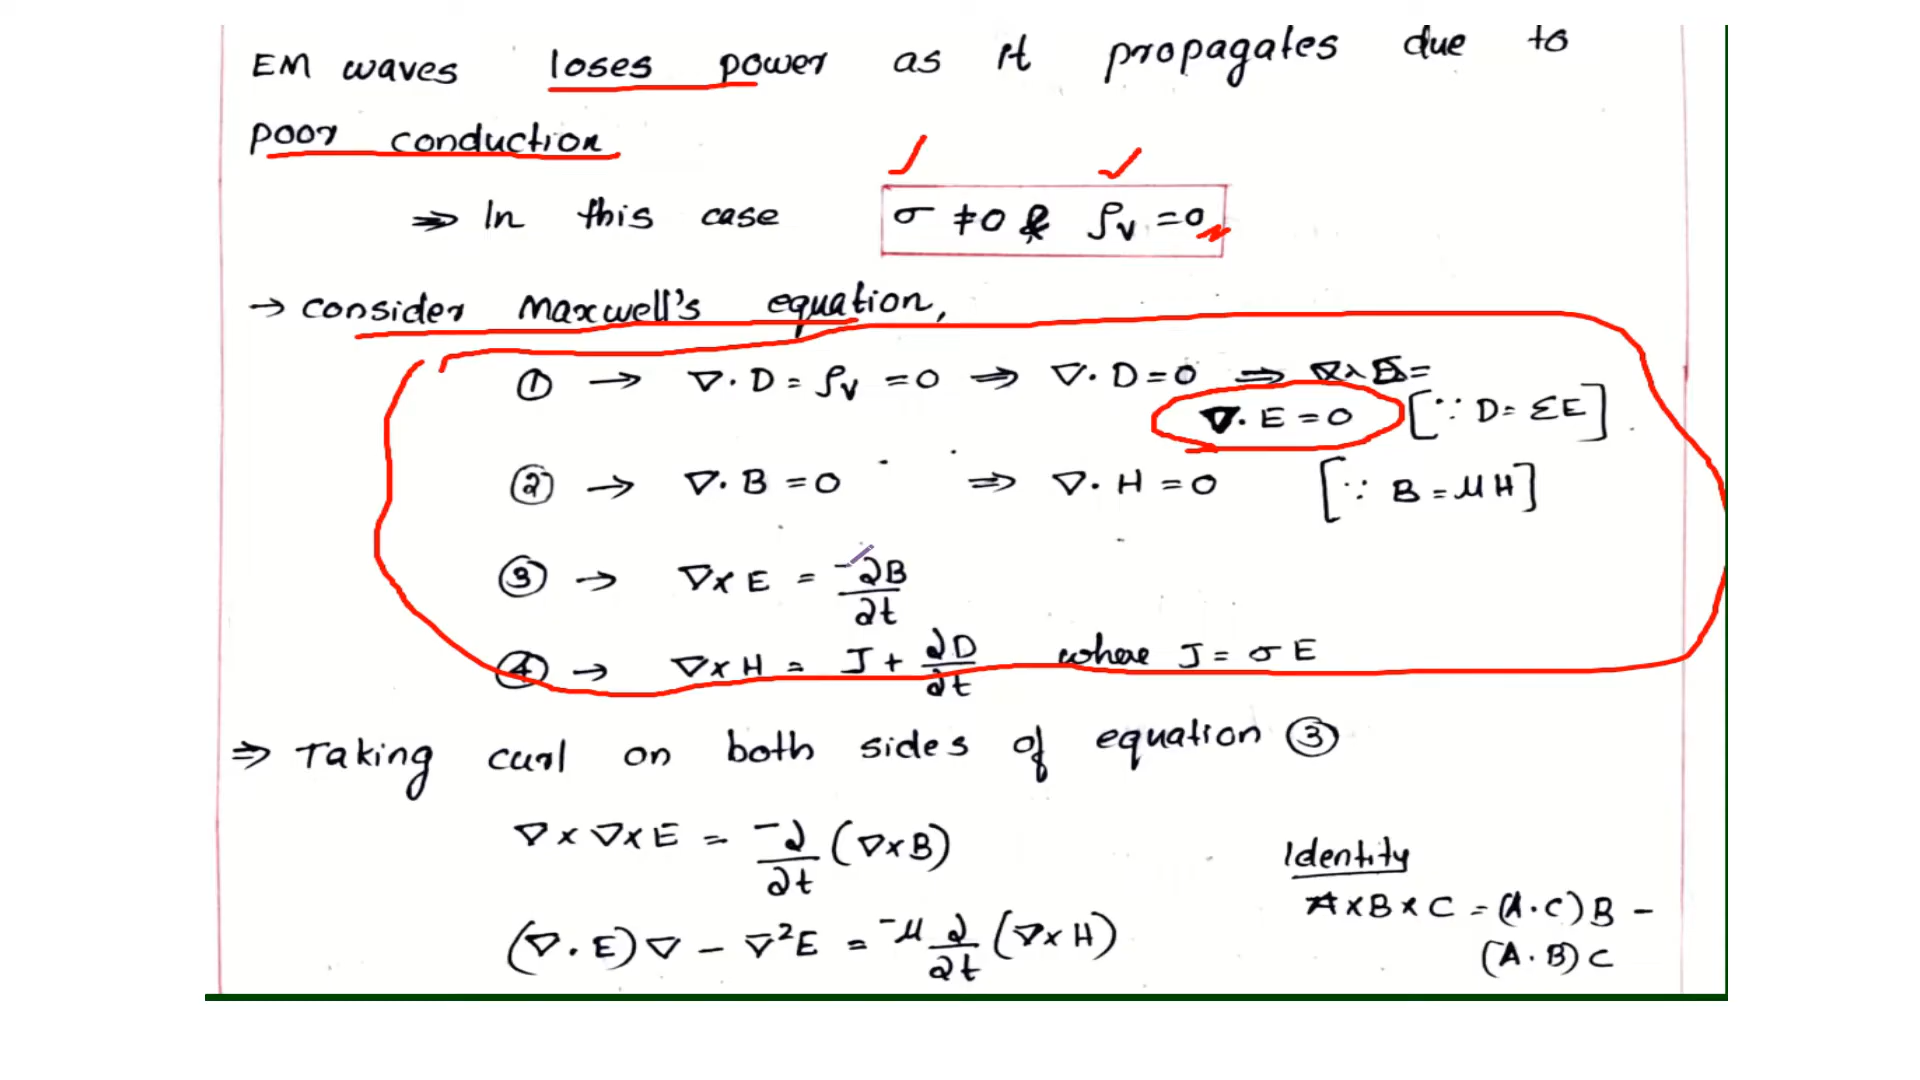 EM waves loses power as it propagates due to
poor conduction
⇒ In this case σ ≠ 0 & ρv = 0
→ consider Maxwell's equation,
① → ∇· D = ρv = 0 ⇒ ∇· D = 0 ⇒
∇· E = 0 [∵ D = εE]
② → ∇· B = 0 ⇒ ∇· H = 0 [∵ B = μH]
③ → ∇× E = -∂B/∂t
④ → ∇× H = J + ∂D/∂t where J = σ E
⇒ Taking curl on both sides of equation ③
∇ × ∇× E = -∂/∂t (∇× B)
Identity
A × B × C = (A·C) B -
(A·B) C
(∇· E)∇ - ∇²E = -μ ∂/∂t (∇× H)